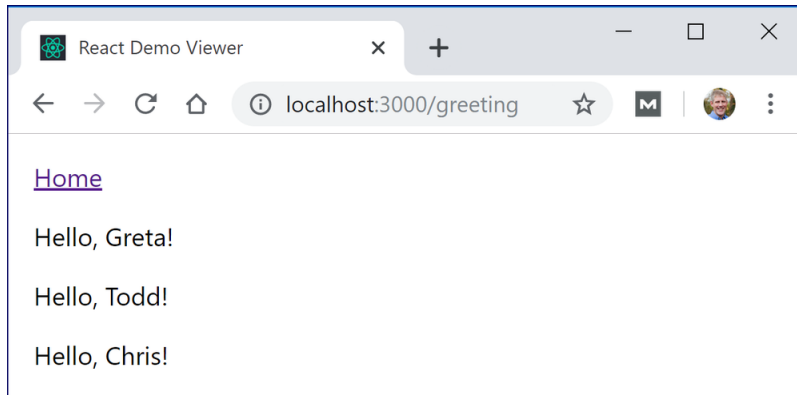 React Demo Viewer
localhost:3000/greeting
Home
Hello, Greta!
Hello, Todd!
Hello, Chris!